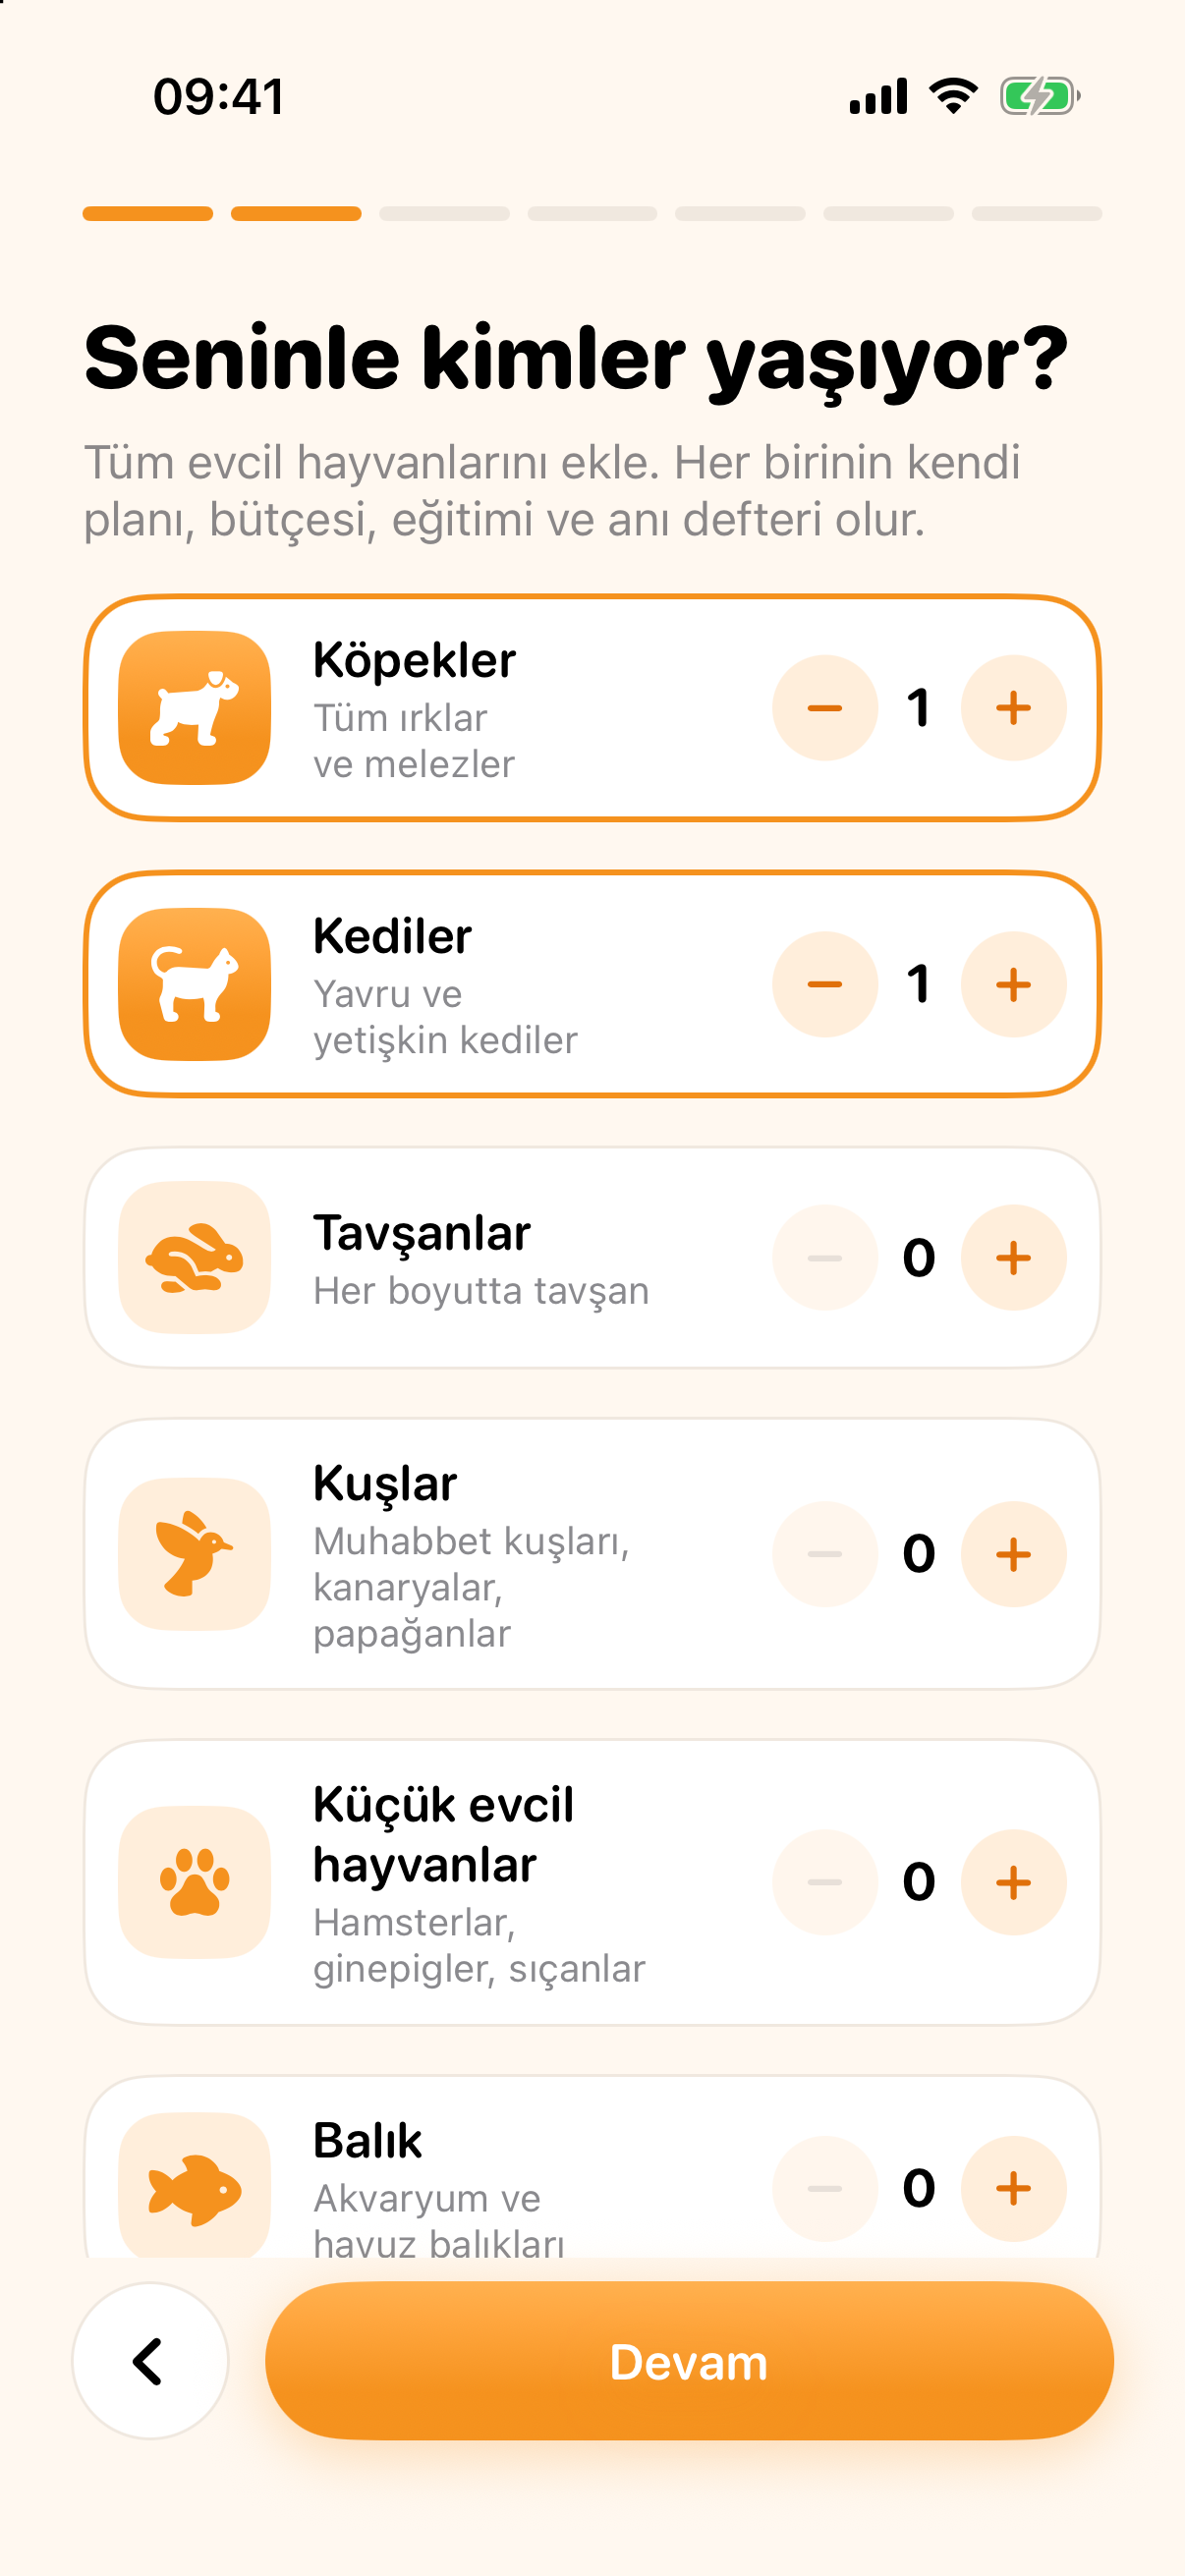 09:41
Seninle kimler yaşıyor?
Tüm evcil hayvanlarını ekle. Her birinin kendi
planı, bütçesi, eğitimi ve anı defteri olur.
Köpekler
Tüm ırklar
ve melezler
1
Kediler
Yavru ve
yetişkin kediler
1
Tavşanlar
Her boyutta tavşan
0
Kuşlar
Muhabbet kuşları,
kanaryalar,
papağanlar
0
Küçük evcil
hayvanlar
Hamsterlar,
ginepigler, sıçanlar
0
Balık
Akvaryum ve
havuz balıkları
0
Devam